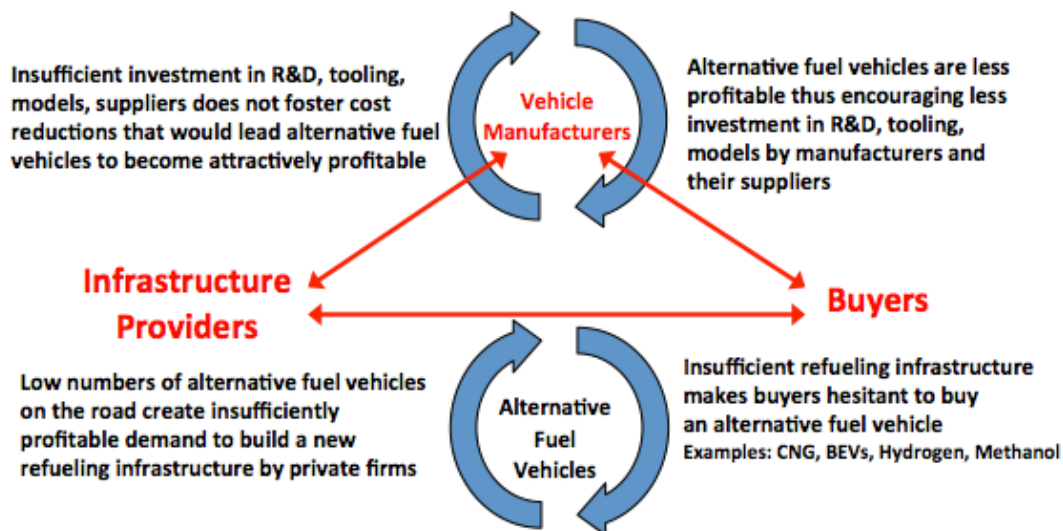 Insufficient investment in R&D, tooling,
models, suppliers does not foster cost
reductions that would lead alternative fuel
vehicles to become attractively profitable
Vehicle
Manufacturers
Alternative fuel vehicles are less
profitable thus encouraging less
investment in R&D, tooling,
models by manufacturers and
their suppliers
Infrastructure
Providers
Buyers
Low numbers of alternative fuel vehicles
on the road create insufficiently
profitable demand to build a new
refueling infrastructure by private firms
Alternative
Fuel
Vehicles
Insufficient refueling infrastructure
makes buyers hesitant to buy
an alternative fuel vehicle
Examples: CNG, BEVs, Hydrogen, Methanol